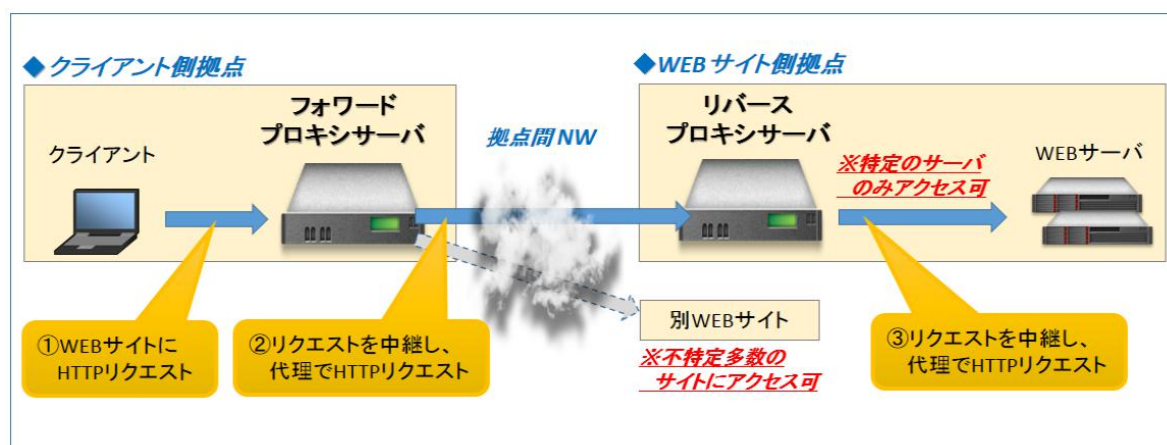 ◆クライアント側拠点
クライアント
フォワード
プロキシサーバ
拠点間NW
◆WEBサイト側拠点
リバース
プロキシサーバ
※特定のサーバ
のみアクセス可
WEBサーバ
①WEBサイトに
HTTPリクエスト
②リクエストを中継し、
代理でHTTPリクエスト
別WEBサイト
※不特定多数の
サイトにアクセス可
③リクエストを中継し、
代理でHTTPリクエスト